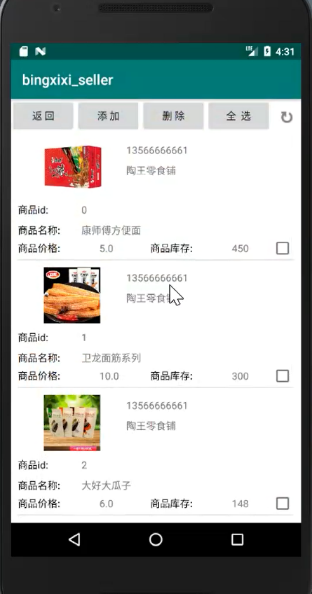 4:31
bingxixi_seller
返回 添加 删除 全选
13566666661
陶王零食铺
商品id: 0
商品名称: 康师傅方便面
商品价格: 5.0 商品库存: 450
13566666661
陶王零食铺
商品id: 1
商品名称: 卫龙面筋系列
商品价格: 10.0 商品库存: 300
13566666661
陶王零食铺
商品id: 2
商品名称: 大好大瓜子
商品价格: 6.0 商品库存: 148